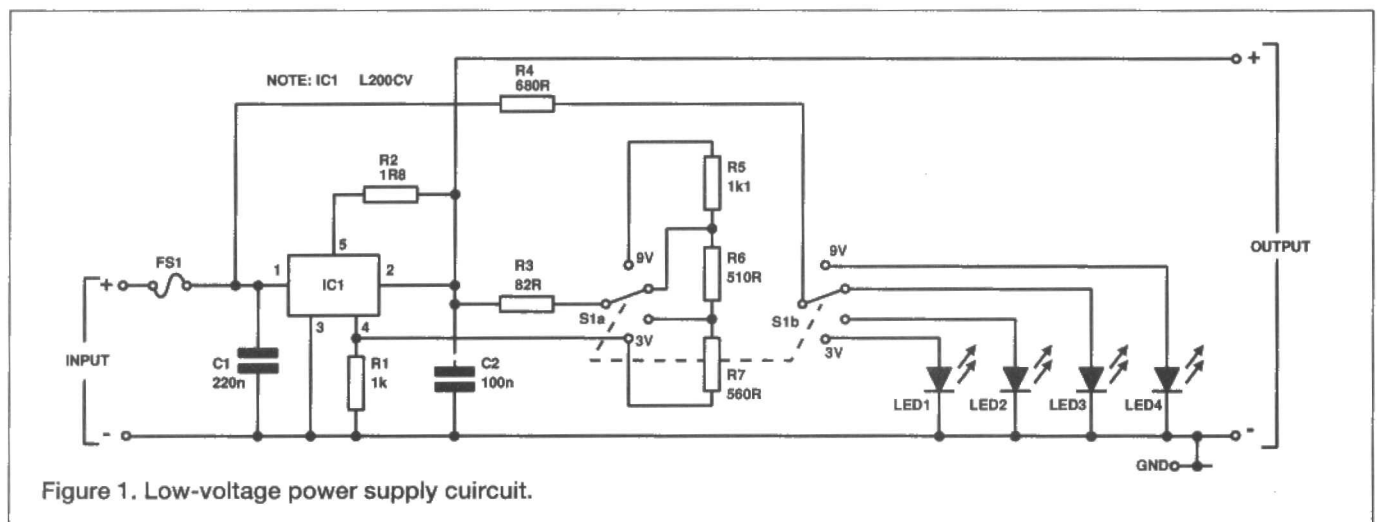 NOTE: IC1 L200CV
R4
680R
+
R2
1R8
R5
1k1
5
FS1
1
IC1
2
R3
82R
9V
R6
510R
9V
OUTPUT
+
S1a
S1b
3
4
3V
3V
INPUT
C1
220n
R1
1k
C2
100n
R7
560R
LED1
LED2
LED3
LED4
-
-
GND
Figure 1. Low-voltage power supply cuircuit.